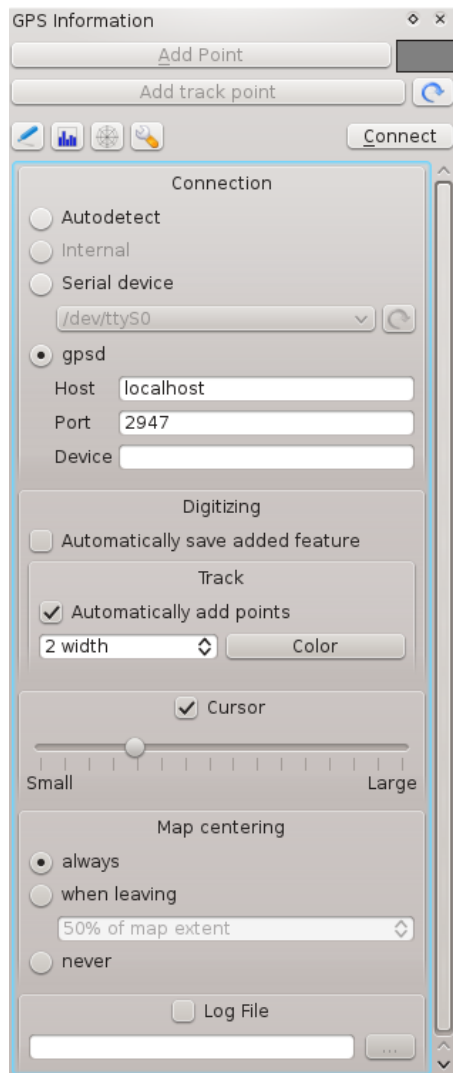 GPS Information
Add Point
Add track point
Connect
Connection
Autodetect
Internal
Serial device
/dev/ttyS0
gpsd
Host localhost
Port 2947
Device
Digitizing
Automatically save added feature
Track
Automatically add points
2 width Color
Cursor
Small Large
Map centering
always
when leaving
50% of map extent
never
Log File
...